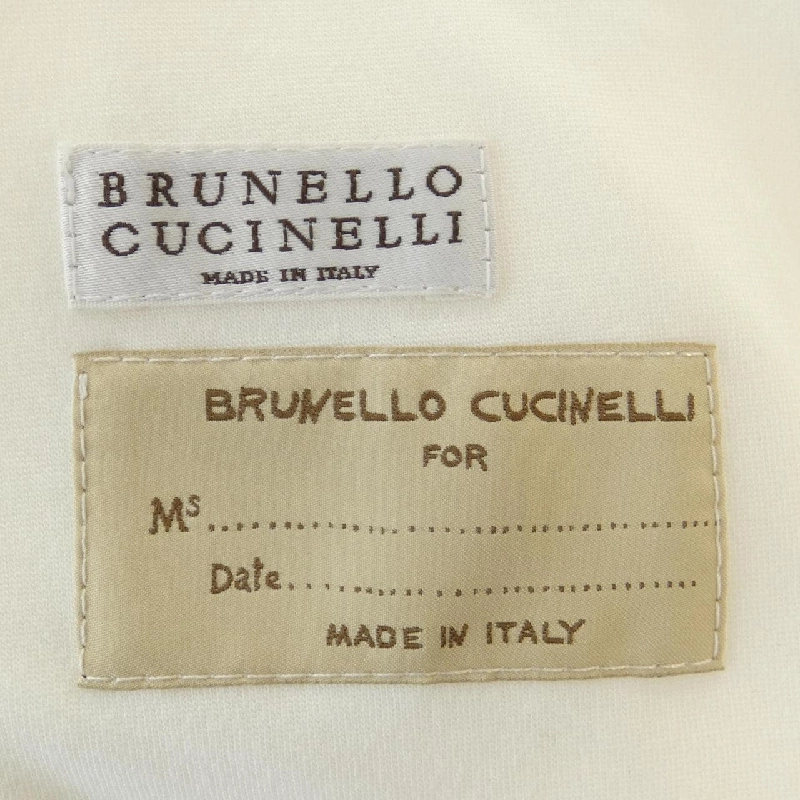 BRUNELLO
CUCINELLI
MADE IN ITALY
BRUNELLO CUCINELLI
FOR
Ms........................................
Date........................................
MADE IN ITALY